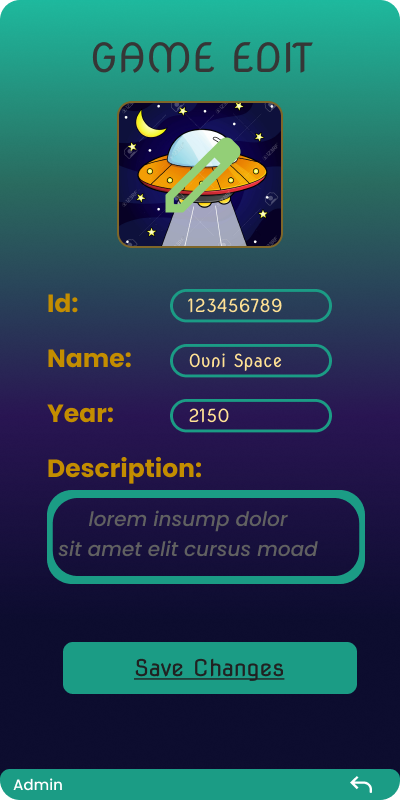 GAME EDIT
Id:
123456789
Name:
Ovni Space
Year:
2150
Description:
lorem insump dolor
sit amet elit cursus moad
Save Changes
Admin